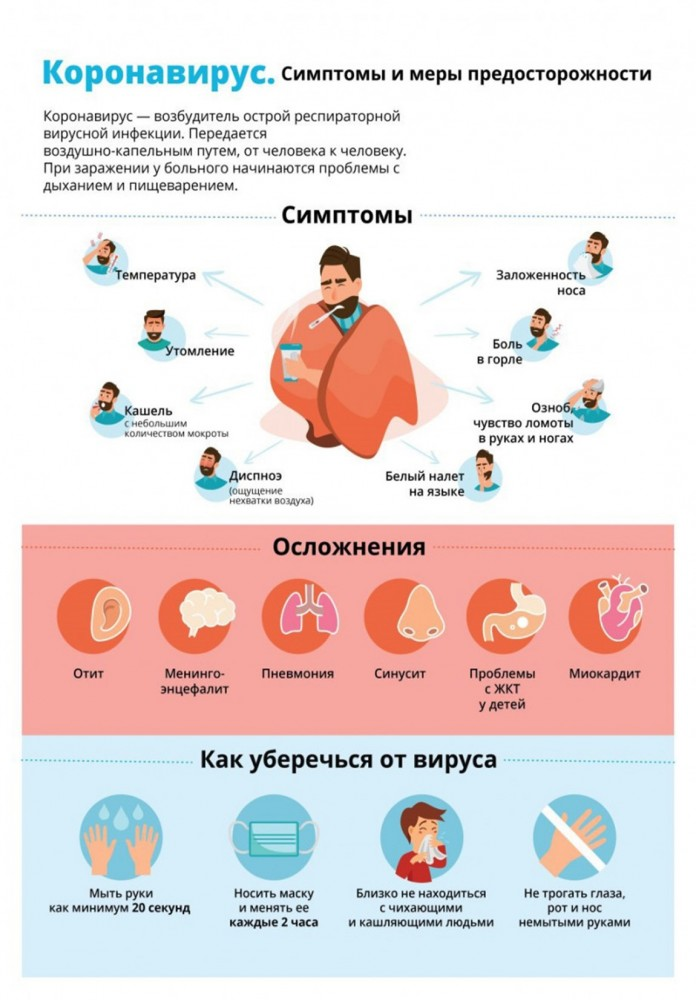 Коронавирус. Симптомы и меры предосторожности
Коронавирус — возбудитель острой респираторной
вирусной инфекции. Передается
воздушно-капельным путем, от человека к человеку.
При заражении у больного начинаются проблемы с
дыханием и пищеварением.
Симптомы
Температура
Заложенность
носа
Утомление
Боль
в горле
Кашель
с небольшим
количеством мокроты
Озноб,
чувство ломоты
в руках и ногах
Диспноэ
(ощущение
нехватки воздуха)
Белый налет
на языке
Осложнения
Отит
Менинго-
энцефалит
Пневмония
Синусит
Проблемы
с ЖКТ
у детей
Миокардит
Как уберечься от вируса
Мыть руки
как минимум 20 секунд
Носить маску
и менять ее
каждые 2 часа
Близко не находиться
с чихающими
и кашляющими людьми
Не трогать глаза,
рот и нос
немытыми руками